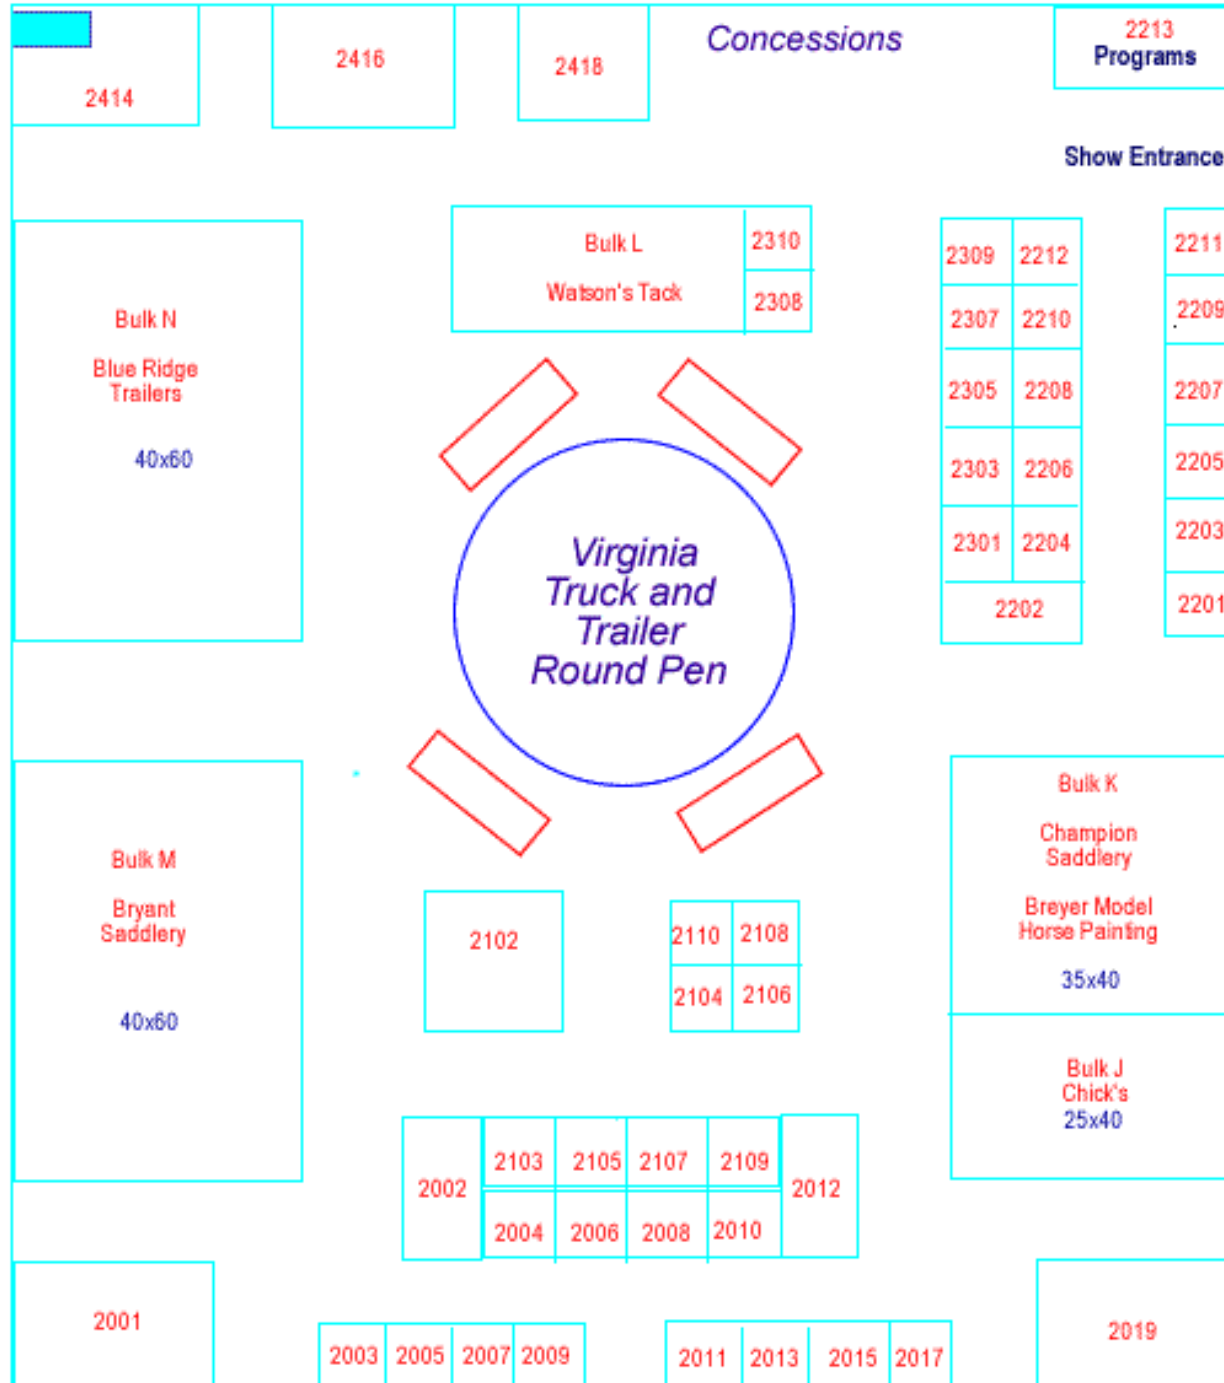 2414
2416
2418
Concessions
2213
Programs
Show Entrance
Bulk N
Blue Ridge
Trailers
40x60
Bulk L
Watson's Tack
2310
2308
2309 2212
2307 2210
2305 2208
2303 2206
2301 2204
2202
2211
2209
2207
2205
2203
2201
Virginia
Truck and
Trailer
Round Pen
Bulk M
Bryant
Saddlery
40x60
2102
2110 2108
2104 2106
Bulk K
Champion
Saddlery
Breyer Model
Horse Painting
35x40
Bulk J
Chick's
25x40
2002
2103 2105 2107 2109
2004 2006 2008 2010
2012
2001
2003 2005 2007 2009
2011 2013 2015 2017
2019